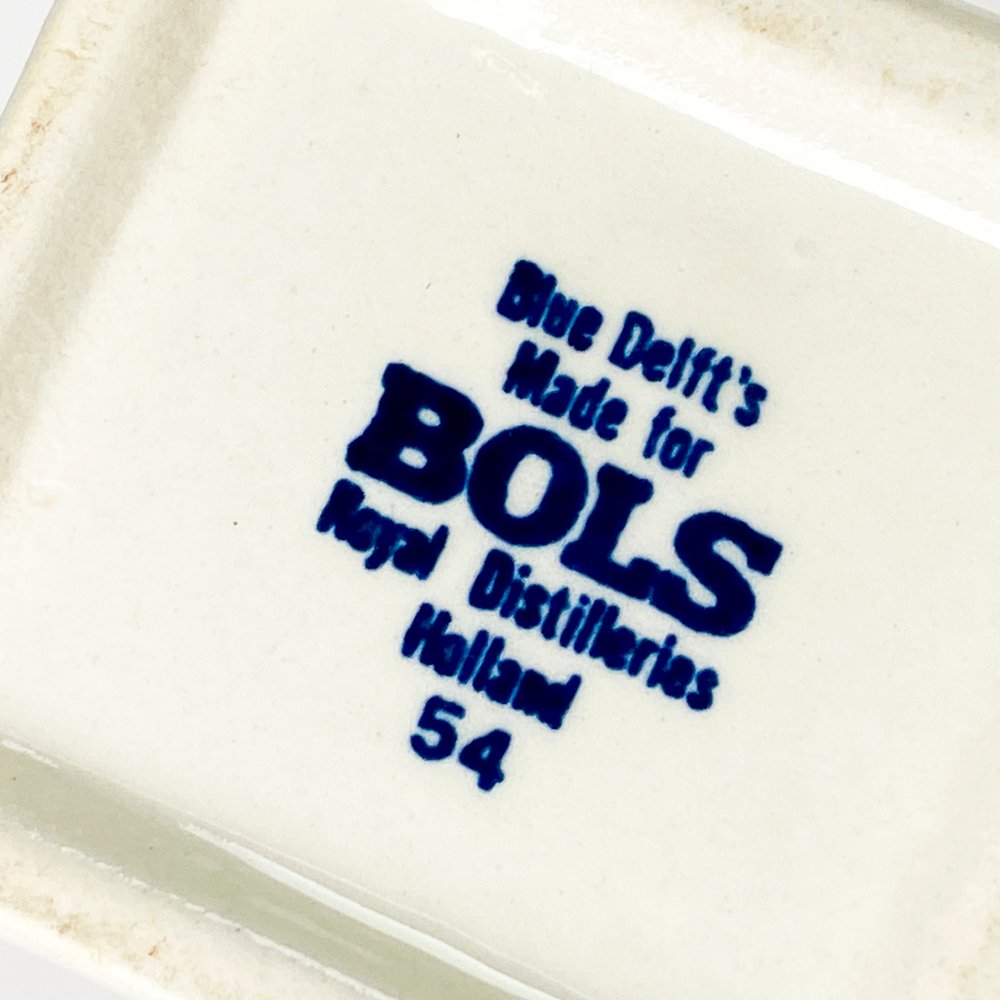 Blue Delft's
Made for
BOLS
Royal Distilleries
Holland
54